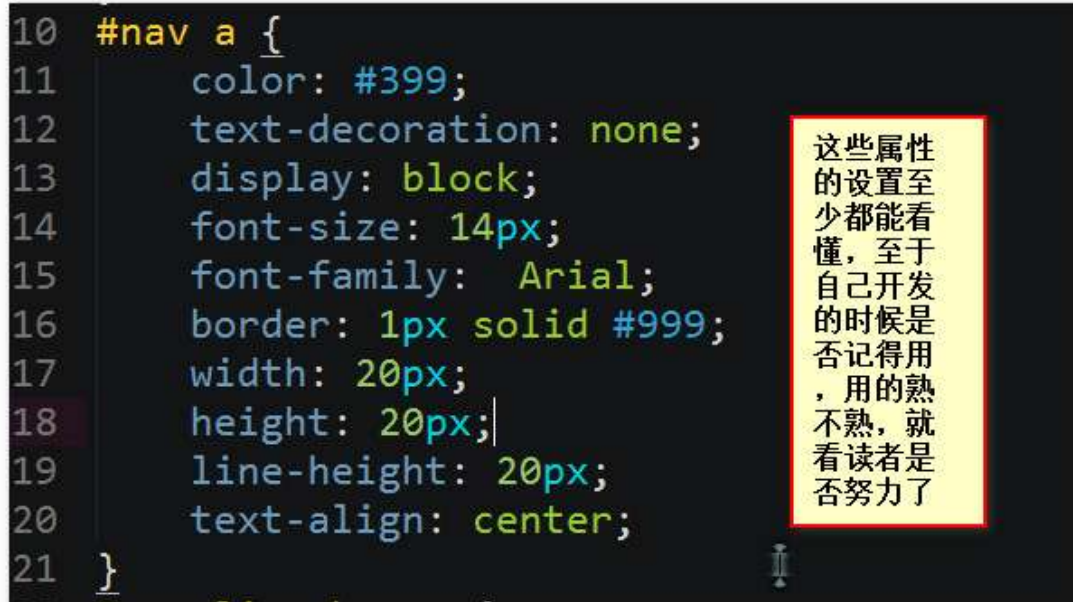 10 #nav a {
11 color: #399;
12 text-decoration: none;
13 display: block;
14 font-size: 14px;
15 font-family:  Arial;
16 border: 1px solid #999;
17 width: 20px;
18 height: 20px;
19 line-height: 20px;
20 text-align: center;
21 }
这些属性
的设置至
少都能看
懂，至于
自己开发
的时候是
否记得用
，用的熟
不熟，就
看读者是
否努力了